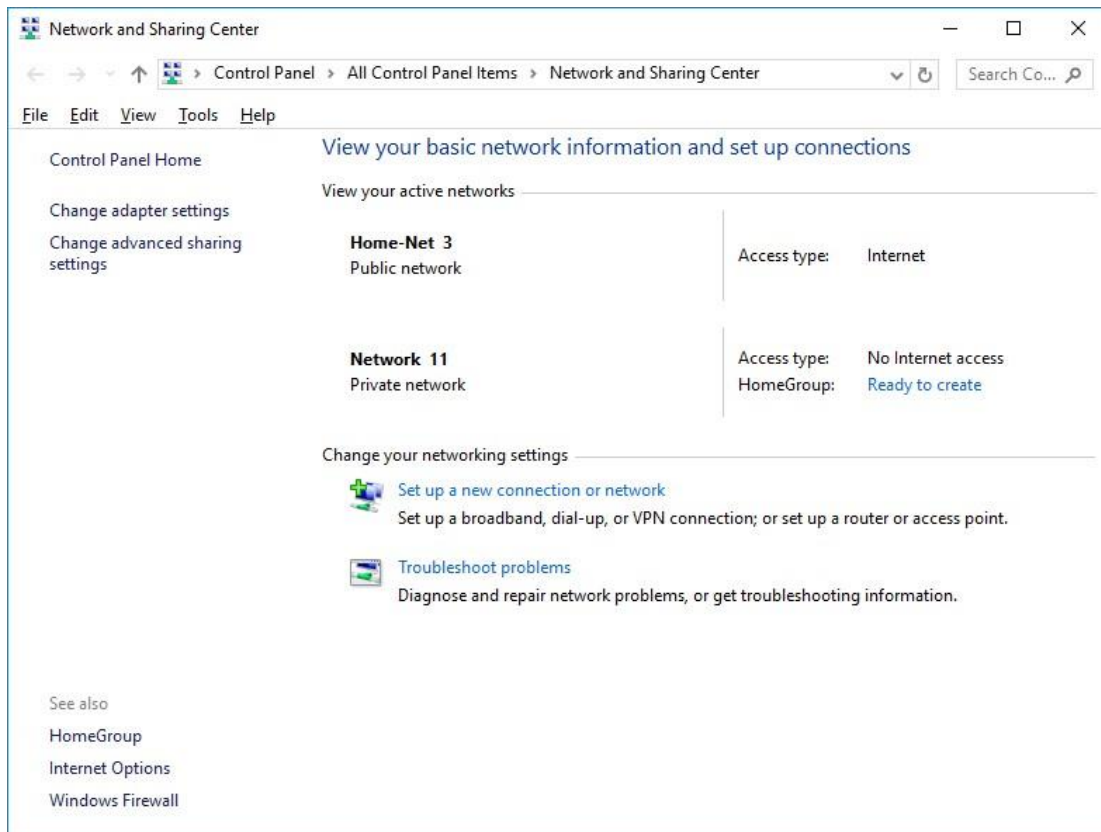 Network and Sharing Center
Control Panel > All Control Panel Items > Network and Sharing Center
Search Co...
File Edit View Tools Help
Control Panel Home
Change adapter settings
Change advanced sharing
settings
View your basic network information and set up connections
View your active networks
Home-Net 3
Public network
Access type: Internet
Network 11
Private network
Access type: No Internet access
HomeGroup: Ready to create
Change your networking settings
Set up a new connection or network
Set up a broadband, dial-up, or VPN connection; or set up a router or access point.
Troubleshoot problems
Diagnose and repair network problems, or get troubleshooting information.
See also
HomeGroup
Internet Options
Windows Firewall